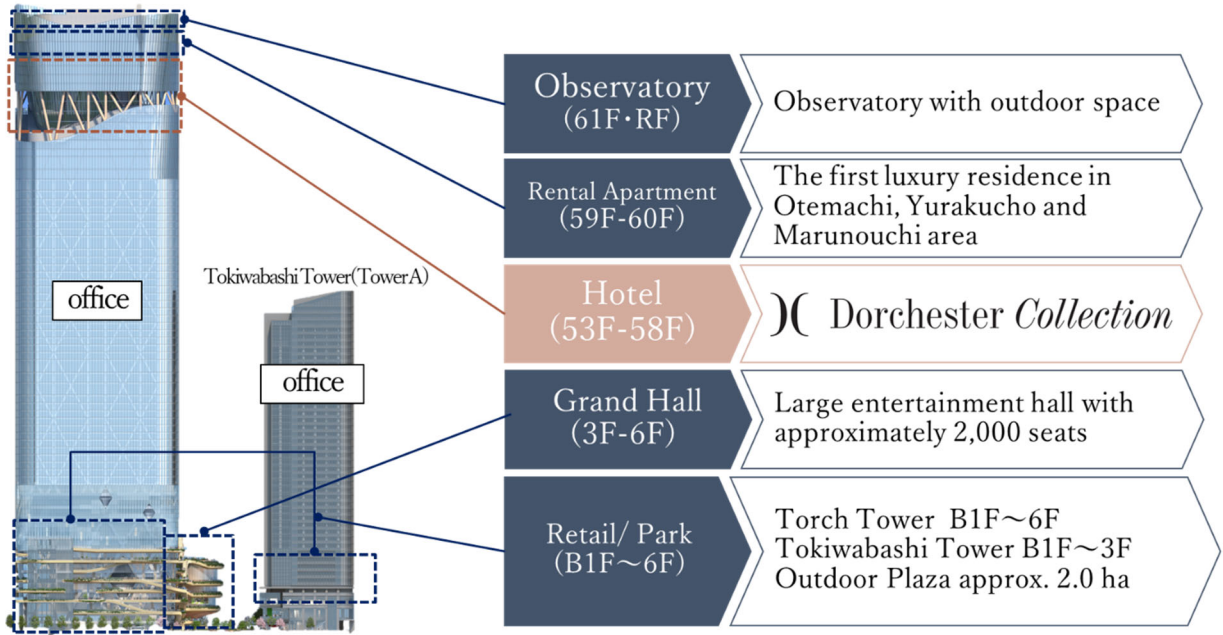 Observatory
(61F・RF)
Observatory with outdoor space
Rental Apartment
(59F-60F)
The first luxury residence in
Otemachi, Yurakucho and
Marunouchi area
Hotel
(53F-58F)
Dorchester Collection
Grand Hall
(3F-6F)
Large entertainment hall with
approximately 2,000 seats
Retail/ Park
(B1F～6F)
Torch Tower B1F～6F
Tokiwabashi Tower B1F～3F
Outdoor Plaza approx. 2.0 ha
office
Tokiwabashi Tower(Tower A)
office